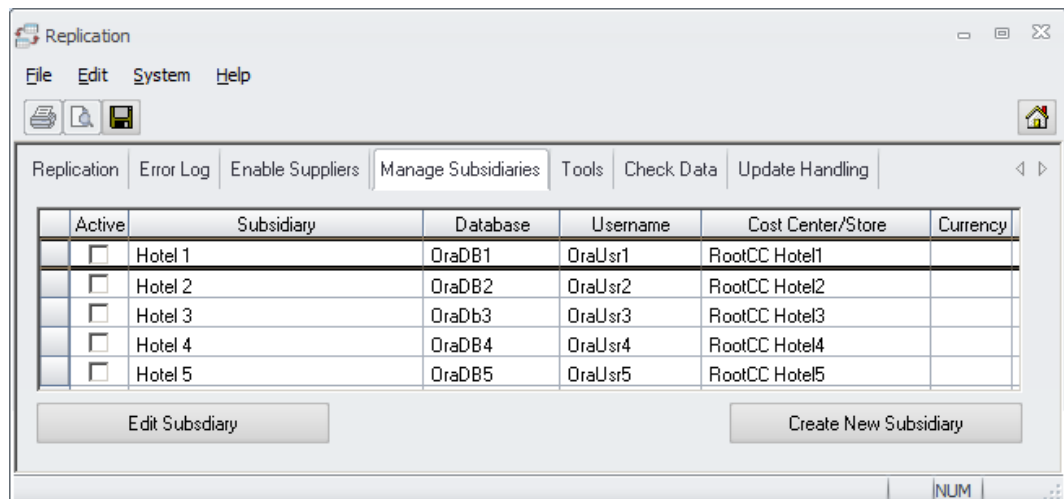 Replication
File Edit System Help
Replication Error Log Enable Suppliers Manage Subsidiaries Tools Check Data Update Handling
Active Subsidiary Database Username Cost Center/Store Currency
Hotel 1 OraDB1 OraUsr1 RootCC Hotel1
Hotel 2 OraDB2 OraUsr2 RootCC Hotel2
Hotel 3 OraDb3 OraUsr3 RootCC Hotel3
Hotel 4 OraDB4 OraUsr4 RootCC Hotel4
Hotel 5 OraDB5 OraUsr5 RootCC Hotel5
Edit Subsdiary Create New Subsidiary
NUM